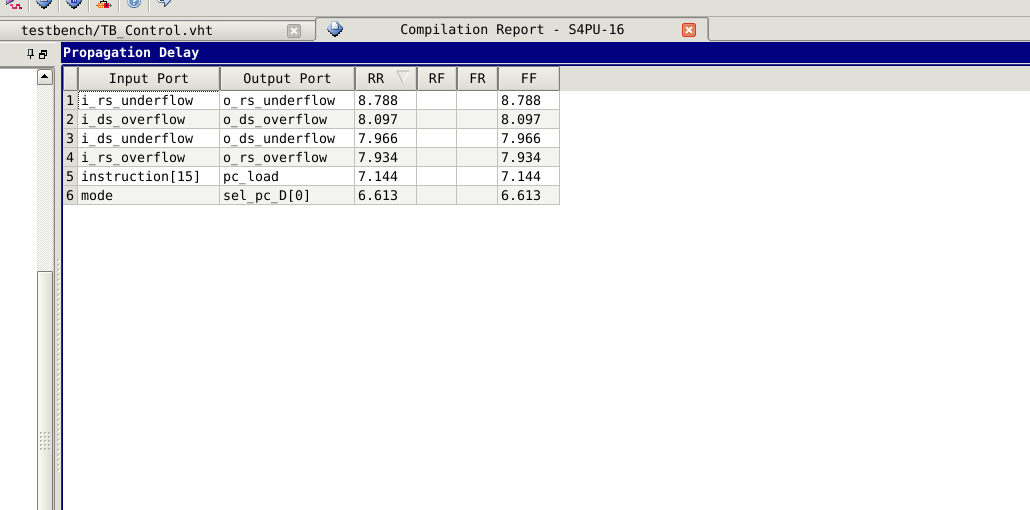 testbench/TB_Control.vht
Compilation Report - S4PU-16
Propagation Delay
Input Port Output Port RR RF FR FF
1 i_rs_underflow o_rs_underflow 8.788 8.788
2 i_ds_overflow o_ds_overflow 8.097 8.097
3 i_ds_underflow o_ds_underflow 7.966 7.966
4 i_rs_overflow o_rs_overflow 7.934 7.934
5 instruction[15] pc_load 7.144 7.144
6 mode sel_pc_D[0] 6.613 6.613